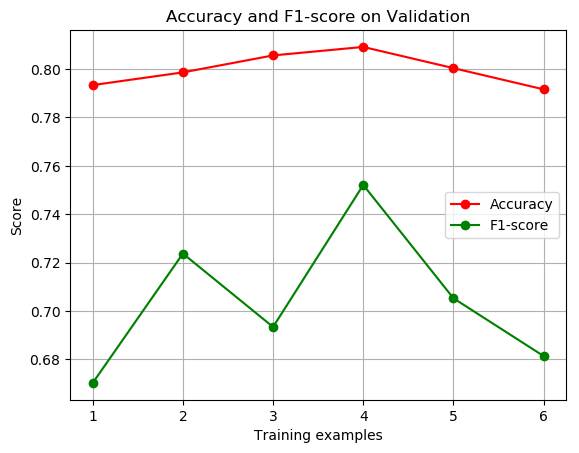 Accuracy and F1-score on Validation
Score
0.80
0.78
0.76
0.74
0.72
0.70
0.68
Accuracy
F1-score
1 2 3 4 5 6
Training examples